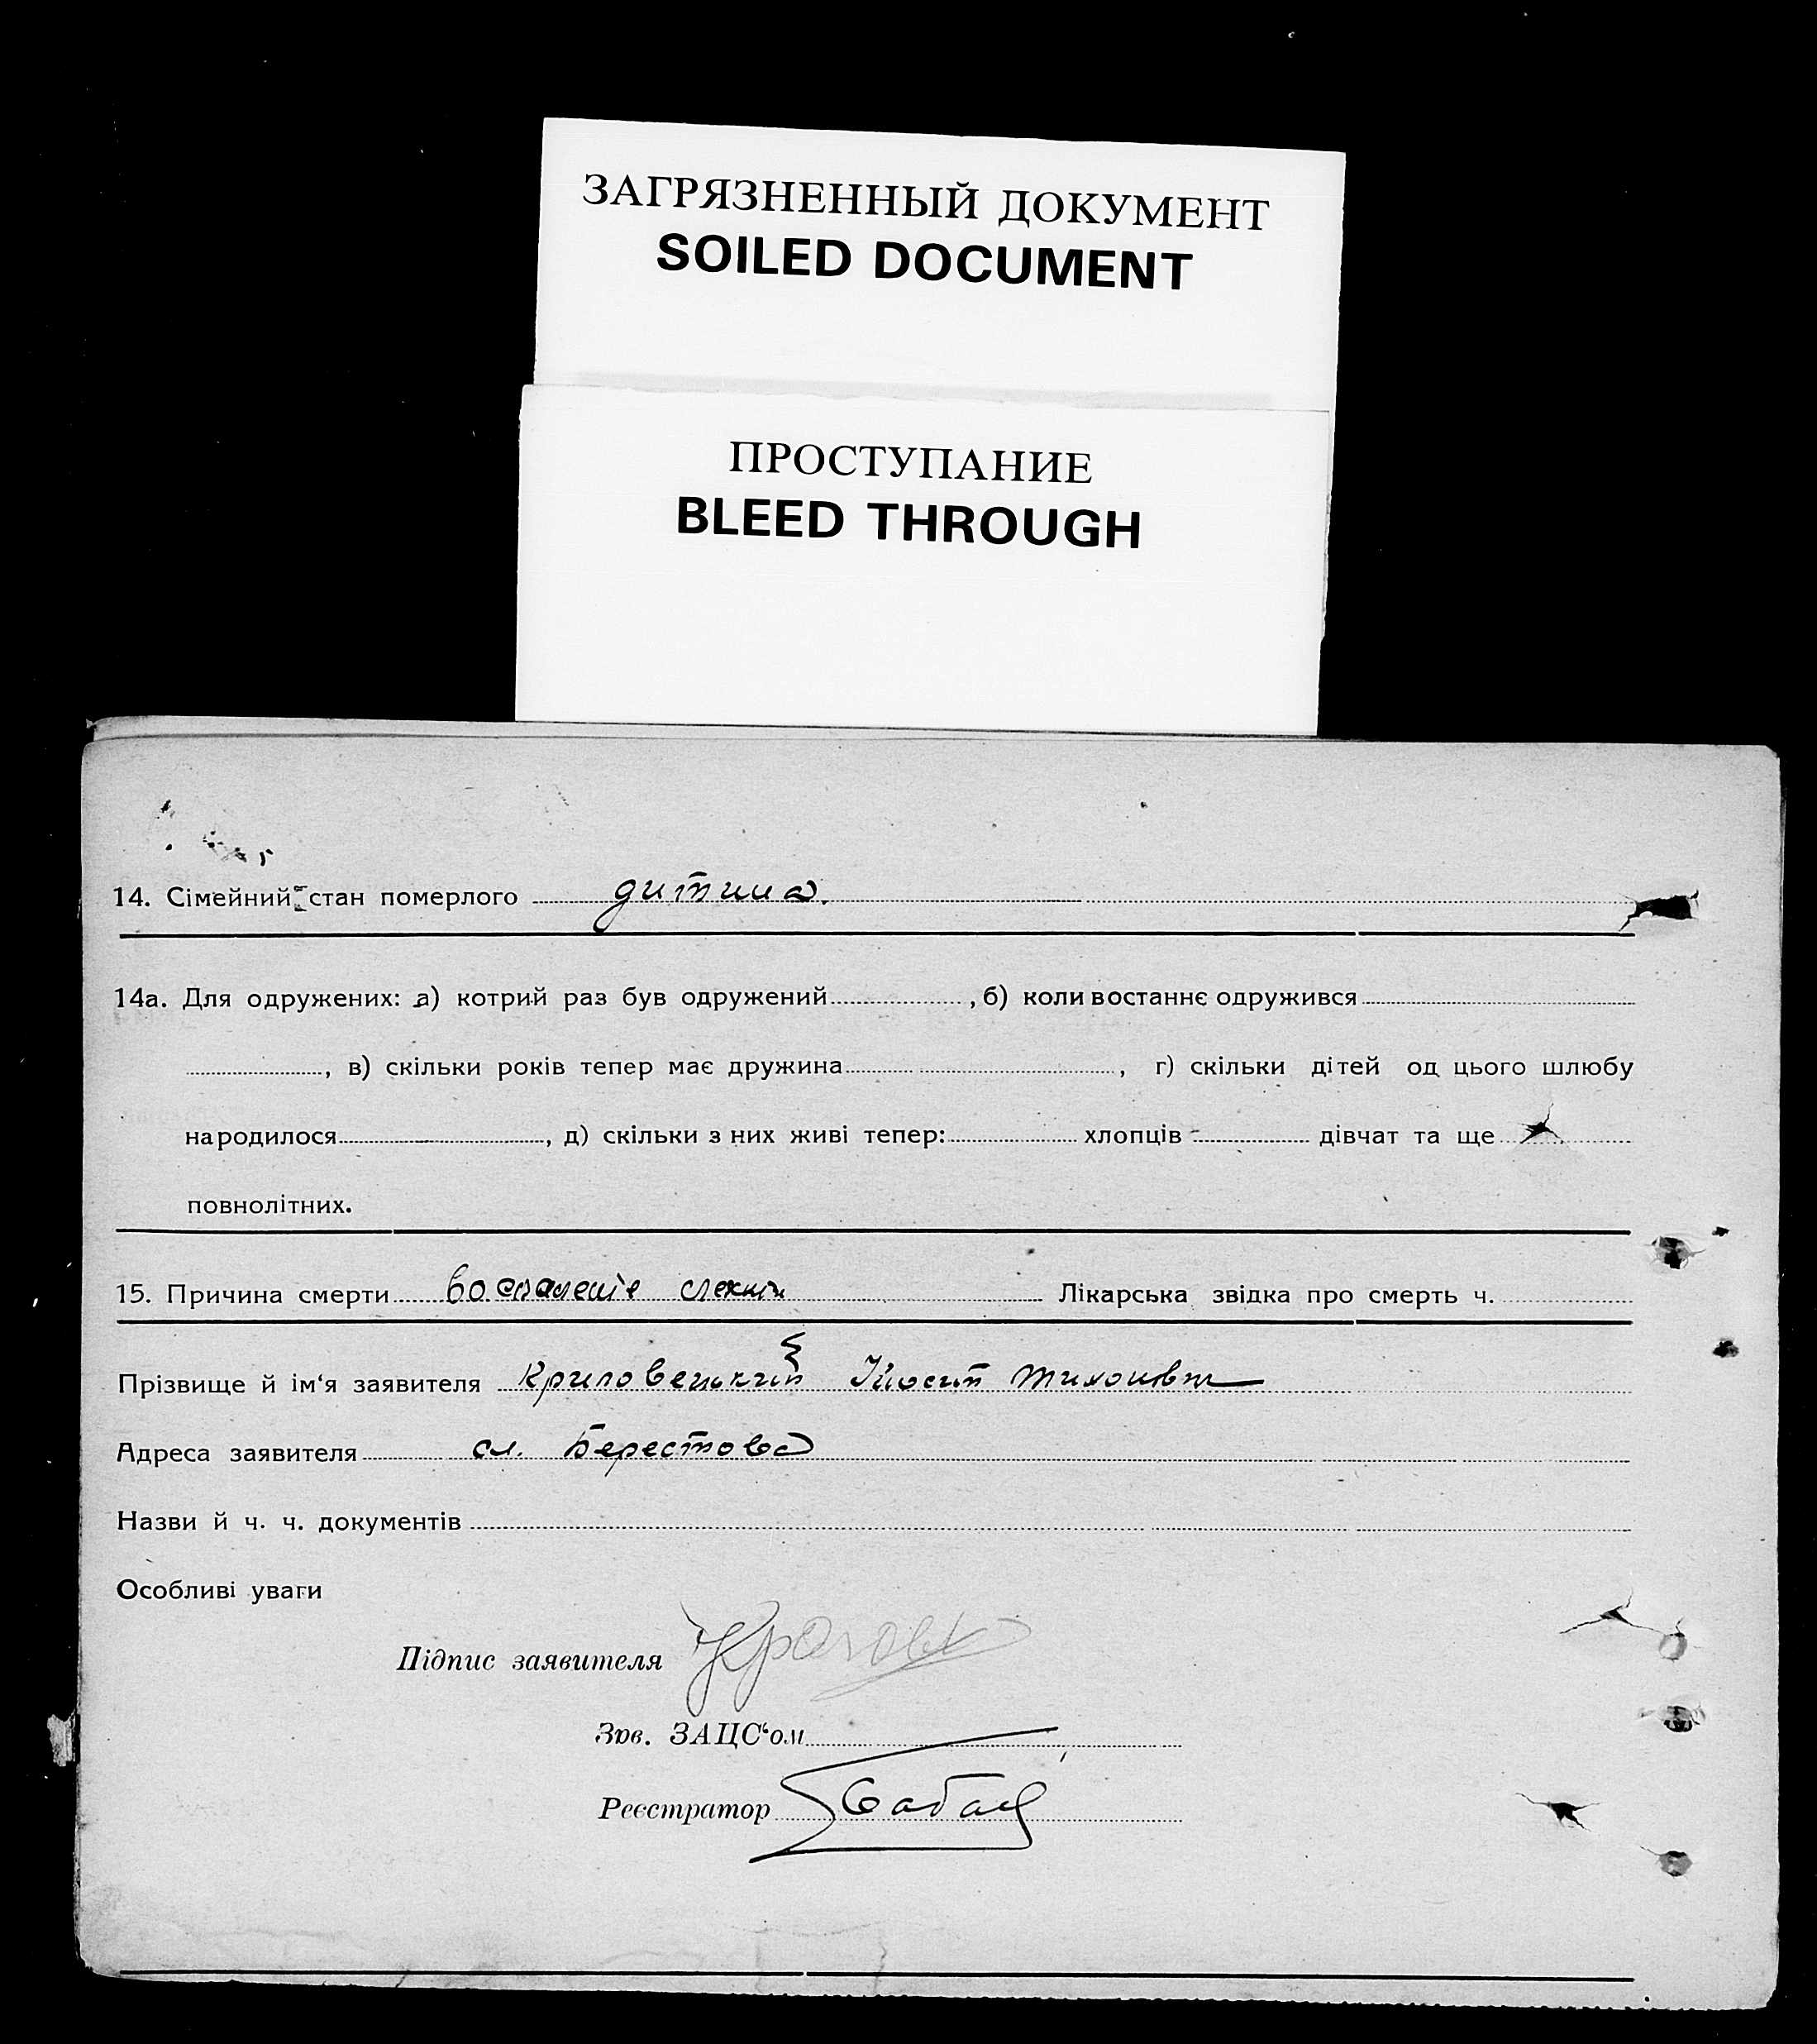 ЗАГРЯЗНЕННЫЙ ДОКУМЕНТ
SOILED DOCUMENT
ПРОСТУПАНИЕ
BLEED THROUGH
14. Сімейний стан померлого дитина.
14а. Для одружених: а) котрий раз був одружений , б) коли востаннє одружився
, в) скільки років тепер має дружина , г) скільки дітей од цього шлюбу
народилося , д) скільки з них живі тепер: хлопців дівчат та ще
повнолітних.
15. Причина смерти Лікарська звідка про смерть ч.
Прізвище й ім‘я заявителя
Адреса заявителя сл. Берестова
Назви й ч. ч. документів
Особливі уваги
Підпис заявителя
Зав. ЗАЦС‘ом
Реєстратор